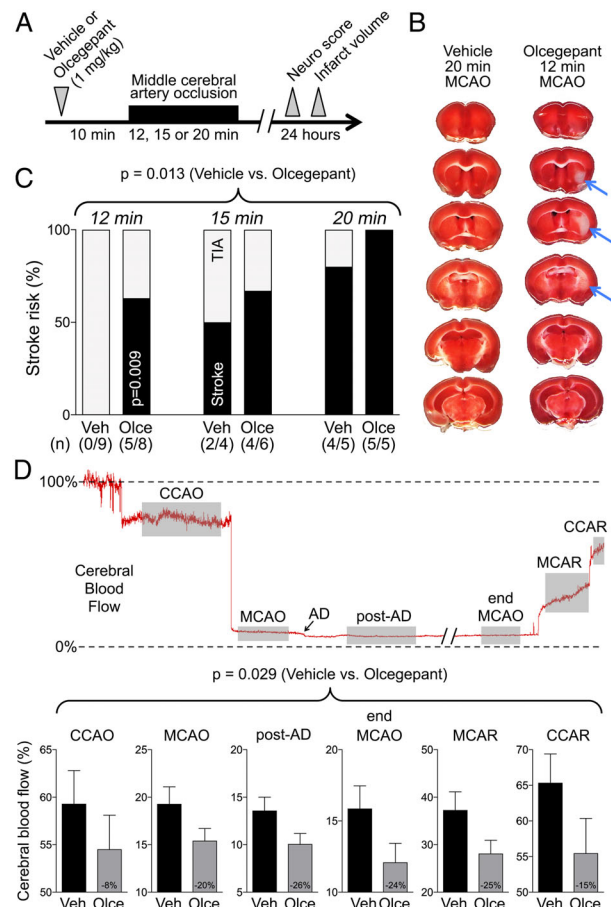 A
Vehicle or
Olcegepant
(1 mg/kg)
Middle cerebral
artery occlusion
Neuro score
Infarct volume
10 min
12, 15 or 20 min
24 hours
B
Vehicle
20 min
MCAO
Olcegepant
12 min
MCAO
C
p = 0.013 (Vehicle vs. Olcegepant)
12 min
15 min
20 min
Stroke risk (%)
100
50
0
p=0.009
TIA
Stroke
Veh
Olce
Veh
Olce
Veh
Olce
(n)
(0/9)
(5/8)
(2/4)
(4/6)
(4/5)
(5/5)
D
100%
CCAO
Cerebral
Blood
Flow
MCAO
AD
post-AD
end
MCAO
MCAR
CCAR
0%
p = 0.029 (Vehicle vs. Olcegepant)
Cerebral blood flow (%)
CCAO
65
60
55
50
-8%
Veh Olce
MCAO
25
20
15
10
-20%
Veh Olce
post-AD
20
15
10
5
-26%
Veh Olce
end
MCAO
20
15
10
-24%
Veh Olce
MCAR
50
40
30
20
-25%
Veh Olce
CCAR
70
65
60
55
50
-15%
Veh Olce